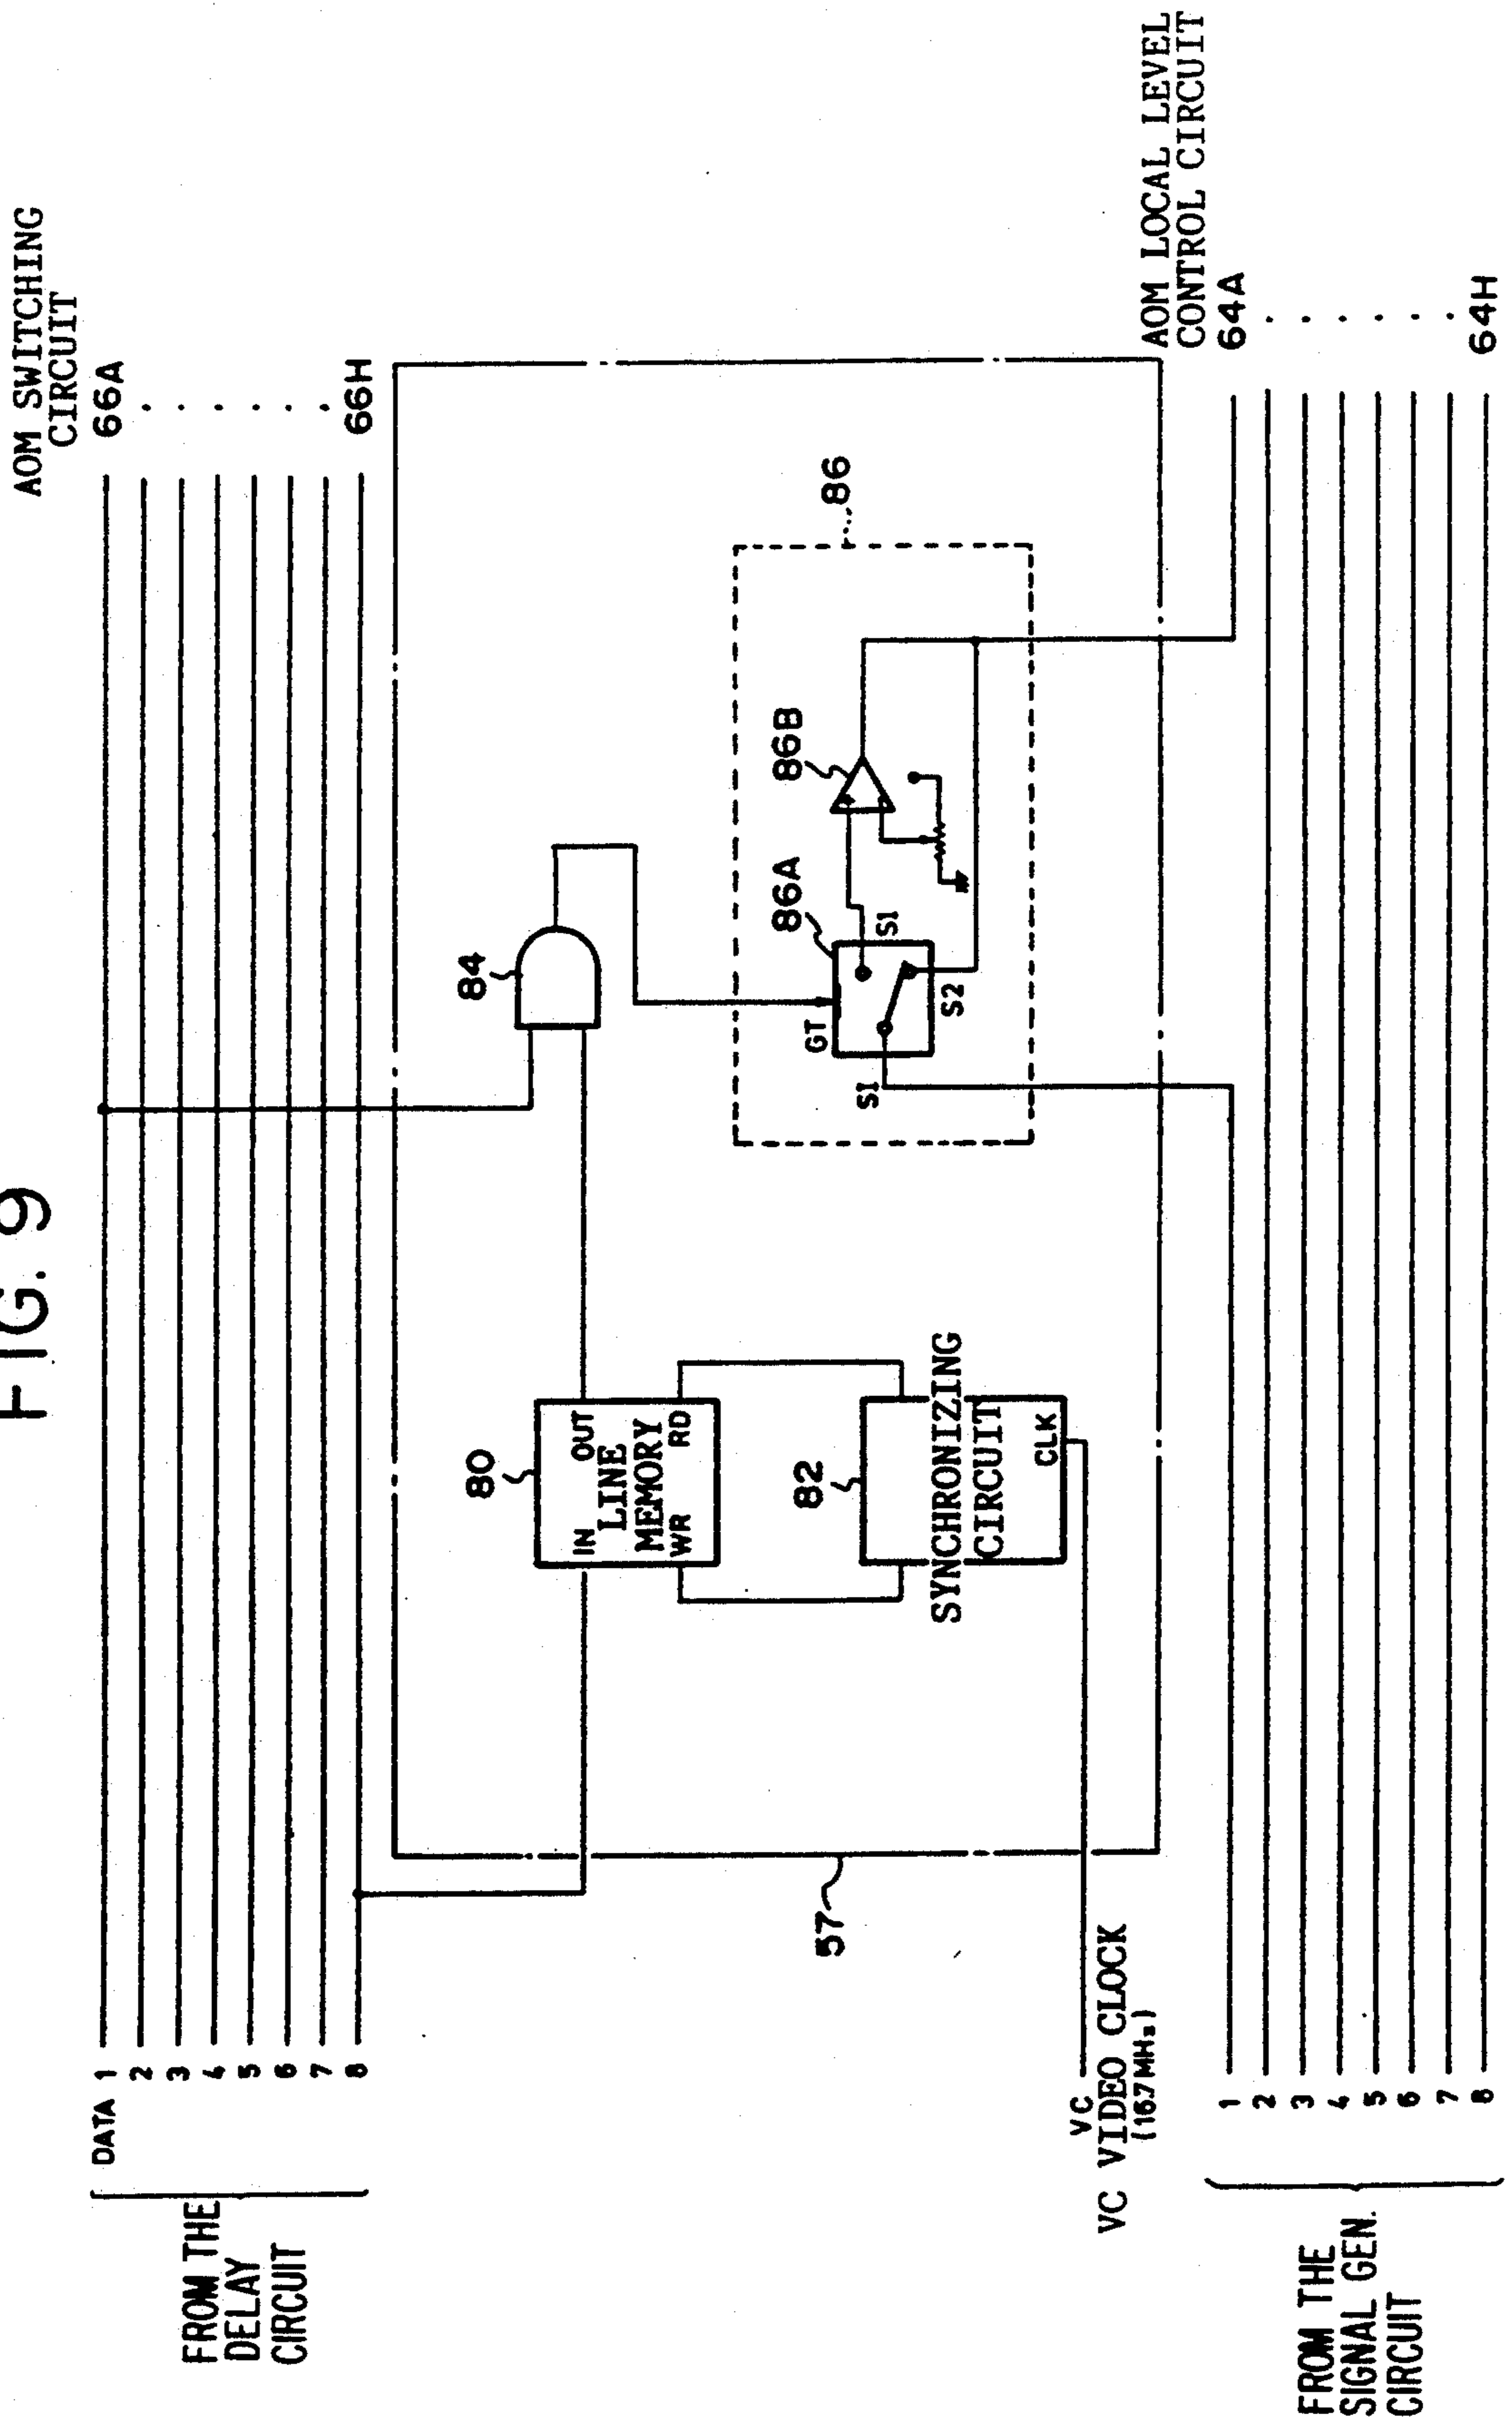 FIG. 9
AOM SWITCHING
CIRCUIT
DATA 1
2
3
4
5
6
7
8
66A
66H
FROM THE
DELAY
CIRCUIT
80
IN OUT
LINE
MEMORY
WR RD
84
82
SYNCHRONIZING
CIRCUIT
CLK
86
86A
86B
GT
S1
S1
S2
57
VC
VC VIDEO CLOCK
(16.7MHz)
AOM LOCAL LEVEL
CONTROL CIRCUIT
1
2
3
4
5
6
7
8
64A
64H
FROM THE
SIGNAL GEN.
CIRCUIT